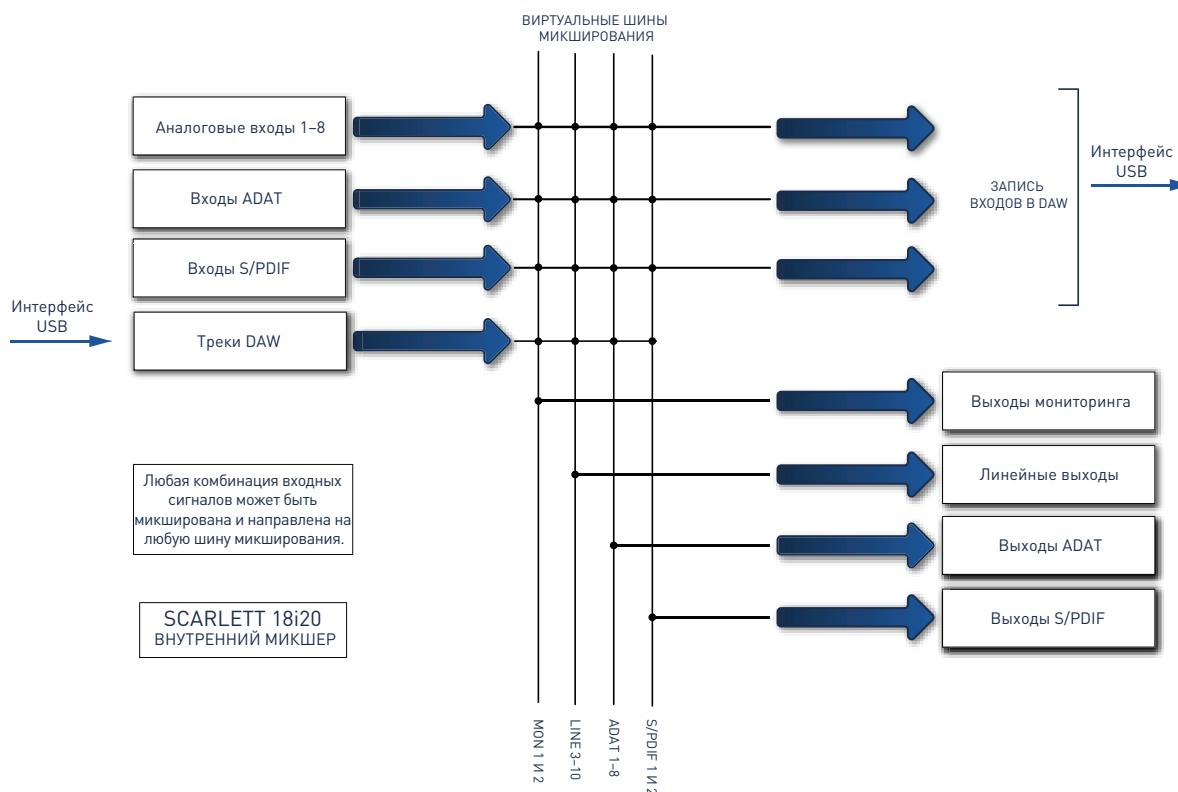 ВИРТУАЛЬНЫЕ ШИНЫ
МИКШИРОВАНИЯ
Аналоговые входы 1–8
Входы ADAT
Входы S/PDIF
Интерфейс
USB
Треки DAW
ЗАПИСЬ
ВХОДОВ В DAW
Интерфейс
USB
Выходы мониторинга
Линейные выходы
Выходы ADAT
Выходы S/PDIF
Любая комбинация входных
сигналов может быть
микширована и направлена на
любую шину микширования.
SCARLETT 18i20
ВНУТРЕННИЙ МИКШЕР
MON 1 И 2
LINE 3–10
ADAT 1–8
S/PDIF 1 И 2